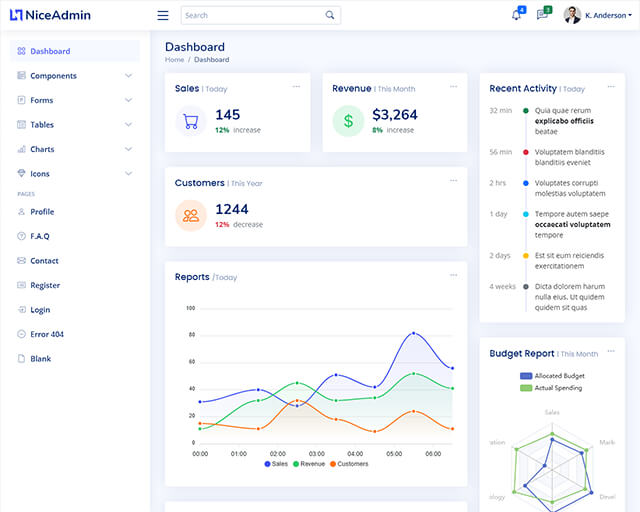 NiceAdmin
Search
4
3
K. Anderson
Dashboard
Components
Forms
Tables
Charts
Icons
PAGES
Profile
F.A.Q
Contact
Register
Login
Error 404
Blank
Dashboard
Home / Dashboard
Sales | Today
145
12% increase
Revenue | This Month
$ $3,264
8% increase
Customers | This Year
1244
12% decrease
Reports /Today
100
80
60
40
20
0
00:00 01:00 02:00 03:00 04:00 05:00 06:00
Sales Revenue Customers
Recent Activity | Today
32 min Quia quae rerum
explicabo officiis
beatae
56 min Voluptatem blanditiis
blanditiis eveniet
2 hrs Voluptates corrupti
molestias voluptatem
1 day Tempore autem saepe
occaecati voluptatem
tempore
2 days Est sit eum reiciendis
exercitationem
4 weeks Dicta dolorem harum
nulla eius. Ut quidem
quidem sit quas
Budget Report | This Month
Allocated Budget
Actual Spending
Sales
ration Marke
ology Devel